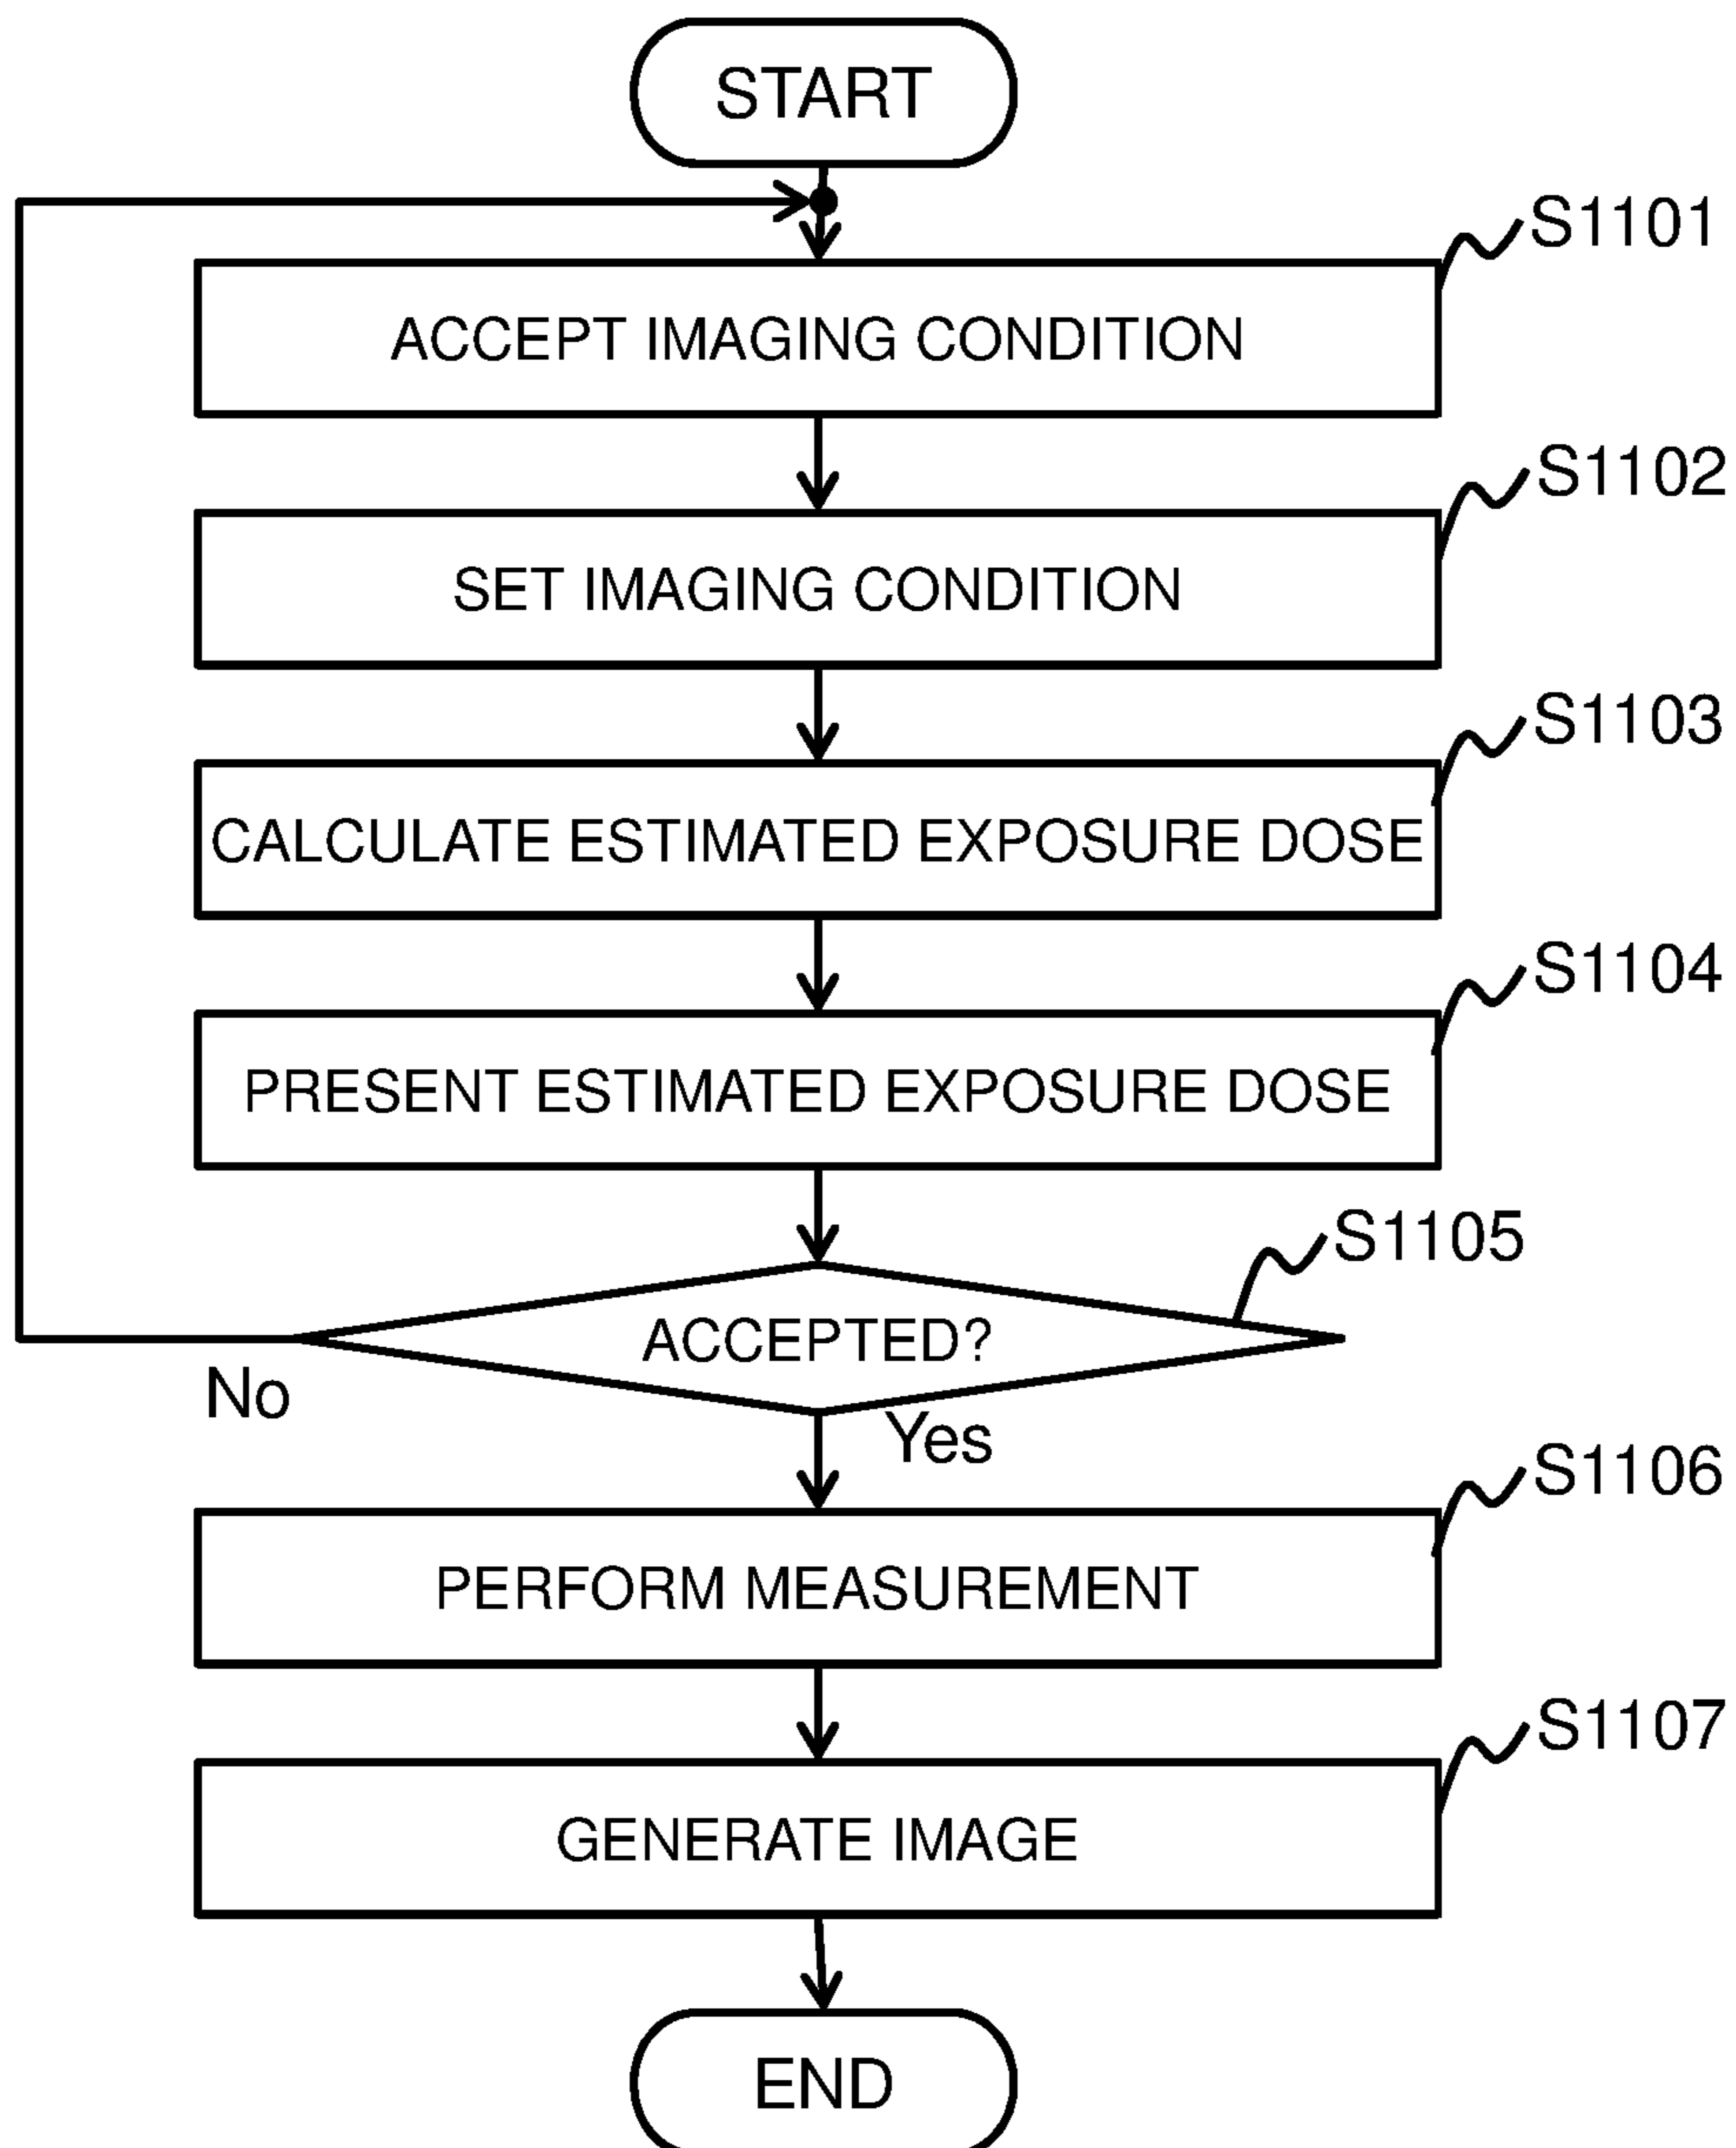 START
S1101
ACCEPT IMAGING CONDITION
S1102
SET IMAGING CONDITION
S1103
CALCULATE ESTIMATED EXPOSURE DOSE
S1104
PRESENT ESTIMATED EXPOSURE DOSE
S1105
ACCEPTED?
No
Yes
S1106
PERFORM MEASUREMENT
S1107
GENERATE IMAGE
END